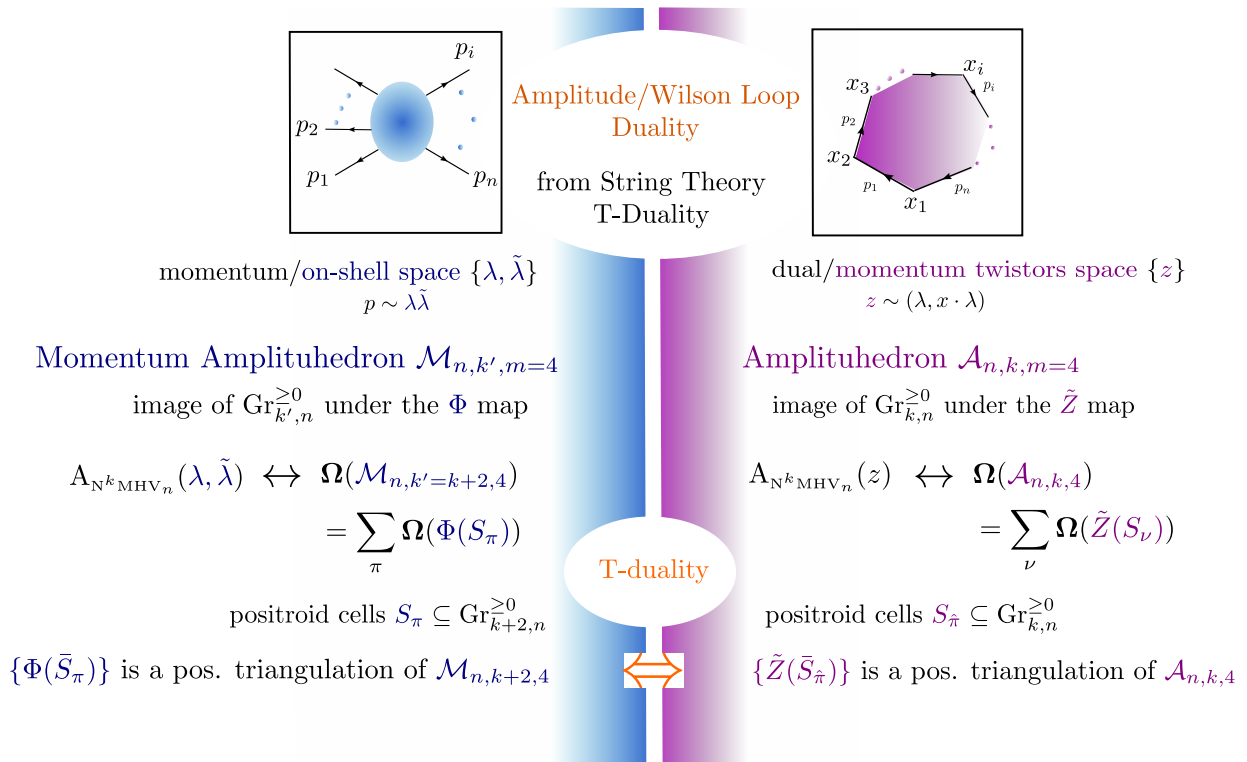 p_i
p_2
p_1
p_n
Amplitude/Wilson Loop
Duality
from String Theory
T-Duality
x_3
x_i
p_i
p_2
x_2
p_1
p_n
x_1
momentum/on-shell space {λ, λ̃}
p ∼ λλ̃
dual/momentum twistors space {z}
z ∼ (λ, x · λ)
Momentum Amplituhedron ℳ_{n,k′,m=4}
image of Gr_{k′,n}^{≥0} under the Φ map
Amplituhedron 𝒜_{n,k,m=4}
image of Gr_{k,n}^{≥0} under the Z̃ map
A_{N^k MHV_n}(λ, λ̃) ↔ Ω(ℳ_{n,k′=k+2,4})
= ∑_π Ω(Φ(S_π))
A_{N^k MHV_n}(z) ↔ Ω(𝒜_{n,k,4})
= ∑_ν Ω(Z̃(S_ν))
T-duality
positroid cells S_π ⊆ Gr_{k+2,n}^{≥0}
positroid cells S_π̂ ⊆ Gr_{k,n}^{≥0}
{Φ(S̄_π)} is a pos. triangulation of ℳ_{n,k+2,4}
⇔
{Z̃(S̄_π̂)} is a pos. triangulation of 𝒜_{n,k,4}